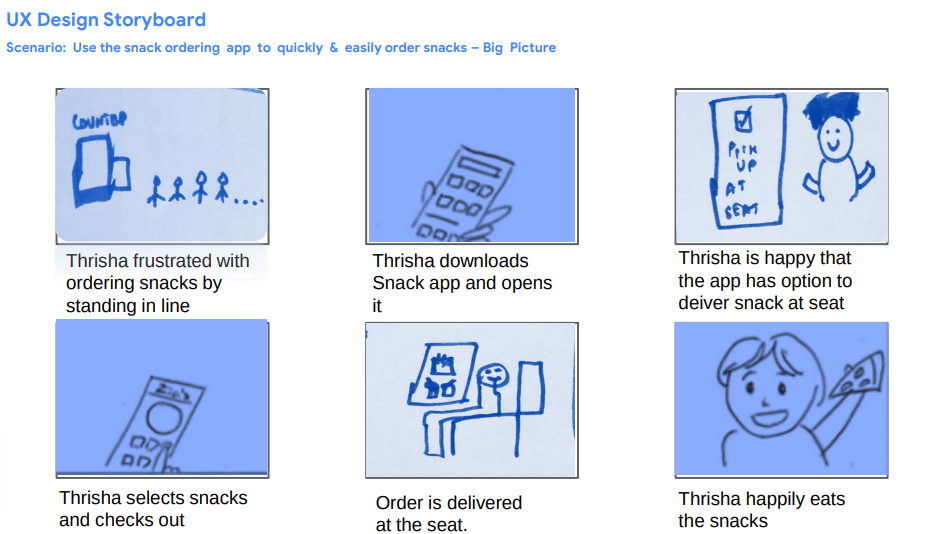 UX Design Storyboard
Scenario: Use the snack ordering app to quickly & easily order snacks – Big Picture
COUNTER
PICK
UP
AT
SEAT
Thrisha frustrated with
ordering snacks by
standing in line
Thrisha downloads
Snack app and opens
it
Thrisha is happy that
the app has option to
deiver snack at seat
Thrisha selects snacks
and checks out
Order is delivered
at the seat.
Thrisha happily eats
the snacks